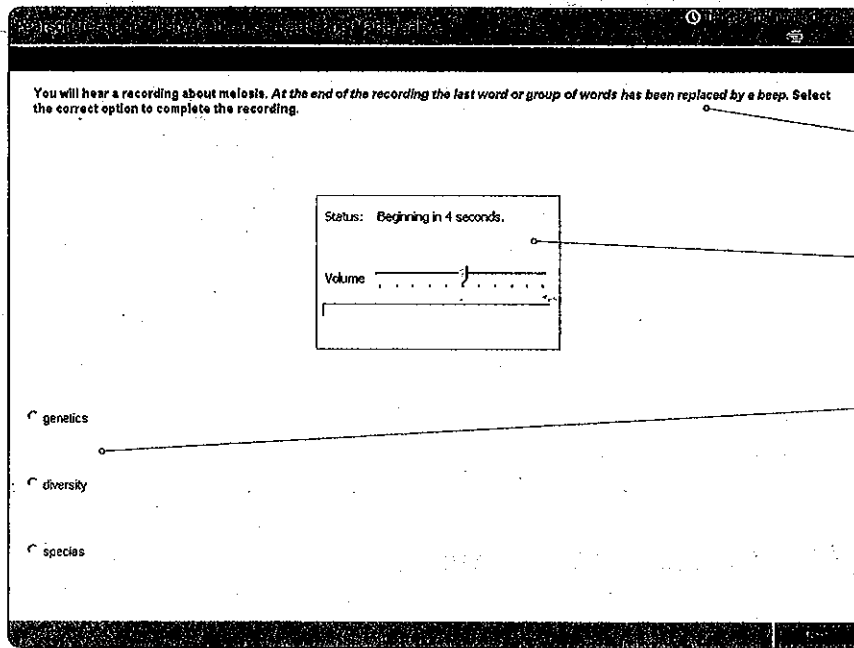 You will hear a recording about meiosis. At the end of the recording the last word or group of words has been replaced by a beep. Select
the correct option to complete the recording.
Status: Beginning in 4 seconds.
Volume
genetics
diversity
species